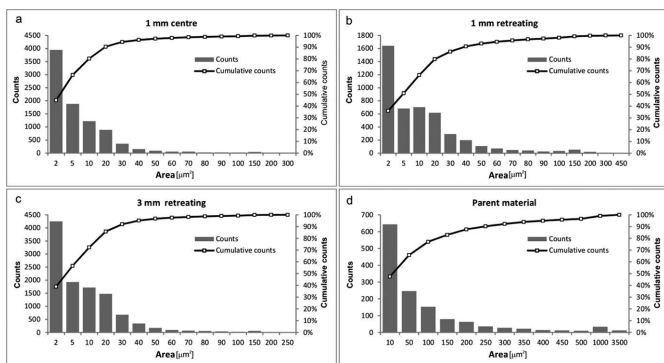 a
1 mm centre
4500
4000
3500
3000
2500
2000
1500
1000
500
0
Counts
100%
90%
80%
70%
60%
50%
40%
30%
20%
10%
0%
Cumulative counts
Counts
Cumulative counts
2 5 10 20 30 40 50 60 70 80 90 100 150 200 300
Area [µm²]
b
1 mm retreating
1800
1600
1400
1200
1000
800
600
400
200
0
Counts
100%
90%
80%
70%
60%
50%
40%
30%
20%
10%
0%
Cumulative counts
Counts
Cumulative counts
2 5 10 20 30 40 50 60 70 80 90 100 150 200 300 450
Area [µm²]
c
3 mm retreating
4500
4000
3500
3000
2500
2000
1500
1000
500
0
Counts
100%
90%
80%
70%
60%
50%
40%
30%
20%
10%
0%
Cumulative counts
Counts
Cumulative counts
2 5 10 20 30 40 50 60 70 80 90 100 150 200 250
Area [µm²]
d
Parent material
700
600
500
400
300
200
100
0
Counts
100%
90%
80%
70%
60%
50%
40%
30%
20%
10%
0%
Cumulative counts
Counts
Cumulative counts
10 50 100 150 200 250 300 350 400 450 500 1000 3500
Area [µm²]